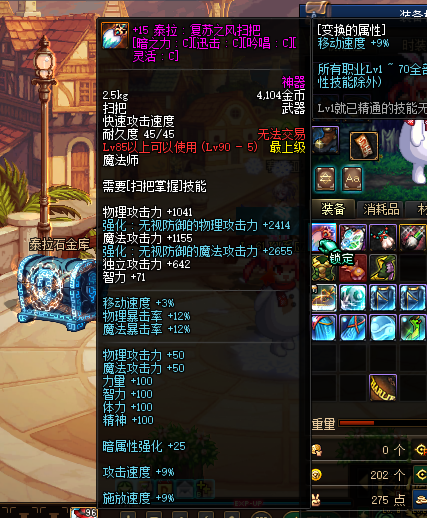 +15 泰拉：夏苏之风扫把
[暗之力：C][迅击：C][吟唱：C][
灵活：C]
神器
2.5kg
4,104金币
扫把
武器
快速攻击速度
耐久度 45/45
无法交易
Lv85以上可以使用 (Lv90 - 5)
最上级
魔法师
需要[扫把掌握]技能
物理攻击力 +1041
强化：无视防御的物理攻击力 +2414
魔法攻击力 +1155
强化：无视防御的魔法攻击力 +2655
独立攻击力 +642
智力 +71
移动速度 +3%
物理暴击率 +12%
魔法暴击率 +12%
物理攻击力 +50
魔法攻击力 +50
力量 +100
智力 +100
体力 +100
精神 +100
暗属性强化 +25
攻击速度 +9%
施放速度 +9%
泰拉石金库
96
装备
[变换的属性]
移动速度 +9%
所有职业Lv1 ~ 70全部
性技能除外)
Lv1就已精通的技能无
装备
消耗品
材
锁定
重量
0 个
202 个
275 点